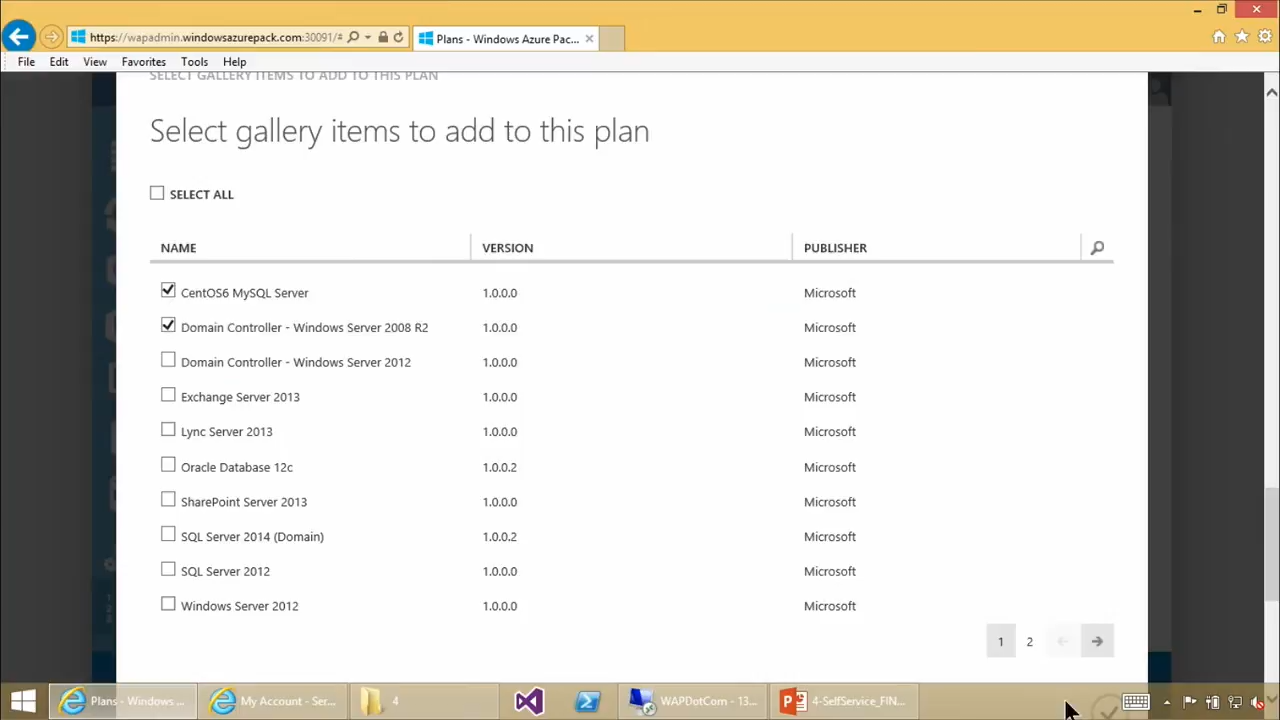 https://wapadmin.windowsazurepack.com:30091/#
Plans - Windows Azure Pac...
File Edit View Favorites Tools Help
SELECT GALLERY ITEMS TO ADD TO THIS PLAN
Select gallery items to add to this plan
SELECT ALL
NAME VERSION PUBLISHER
CentOS6 MySQL Server 1.0.0.0 Microsoft
Domain Controller - Windows Server 2008 R2 1.0.0.0 Microsoft
Domain Controller - Windows Server 2012 1.0.0.0 Microsoft
Exchange Server 2013 1.0.0.0 Microsoft
Lync Server 2013 1.0.0.0 Microsoft
Oracle Database 12c 1.0.0.2 Microsoft
SharePoint Server 2013 1.0.0.0 Microsoft
SQL Server 2014 (Domain) 1.0.0.2 Microsoft
SQL Server 2012 1.0.0.0 Microsoft
Windows Server 2012 1.0.0.0 Microsoft
1 2
Plans - Windows ... My Account - Ser... 4 WAPDotCom - 13... 4-SelfService_FIN...